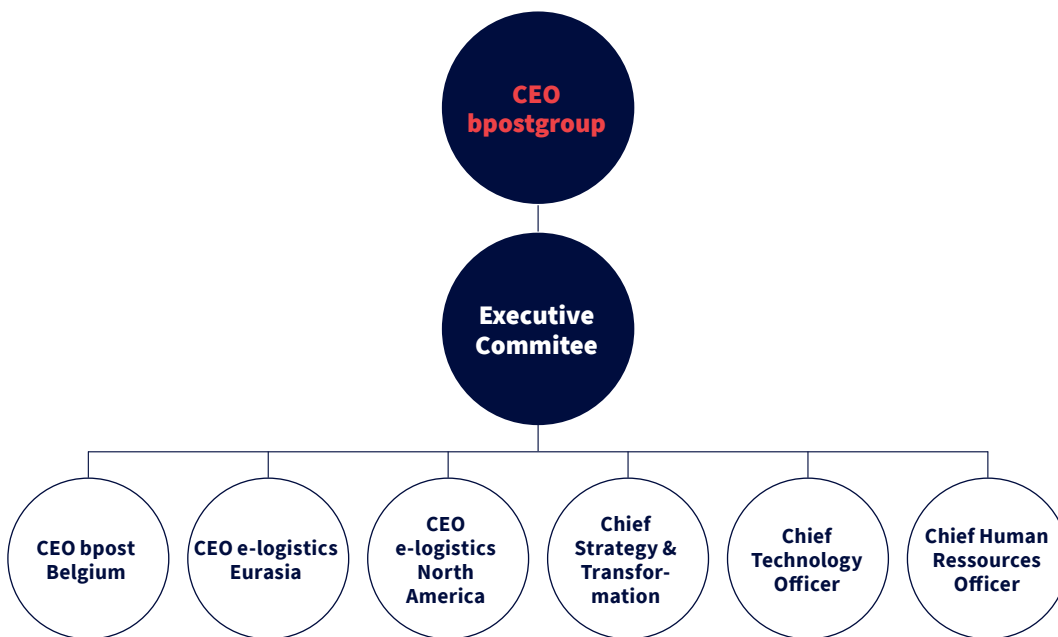 CEO
bpostgroup
Executive
Commitee
CEO bpost
Belgium
CEO e-logistics
Eurasia
CEO
e-logistics
North
America
Chief
Strategy &
Transfor-
mation
Chief
Technology
Officer
Chief Human
Ressources
Officer